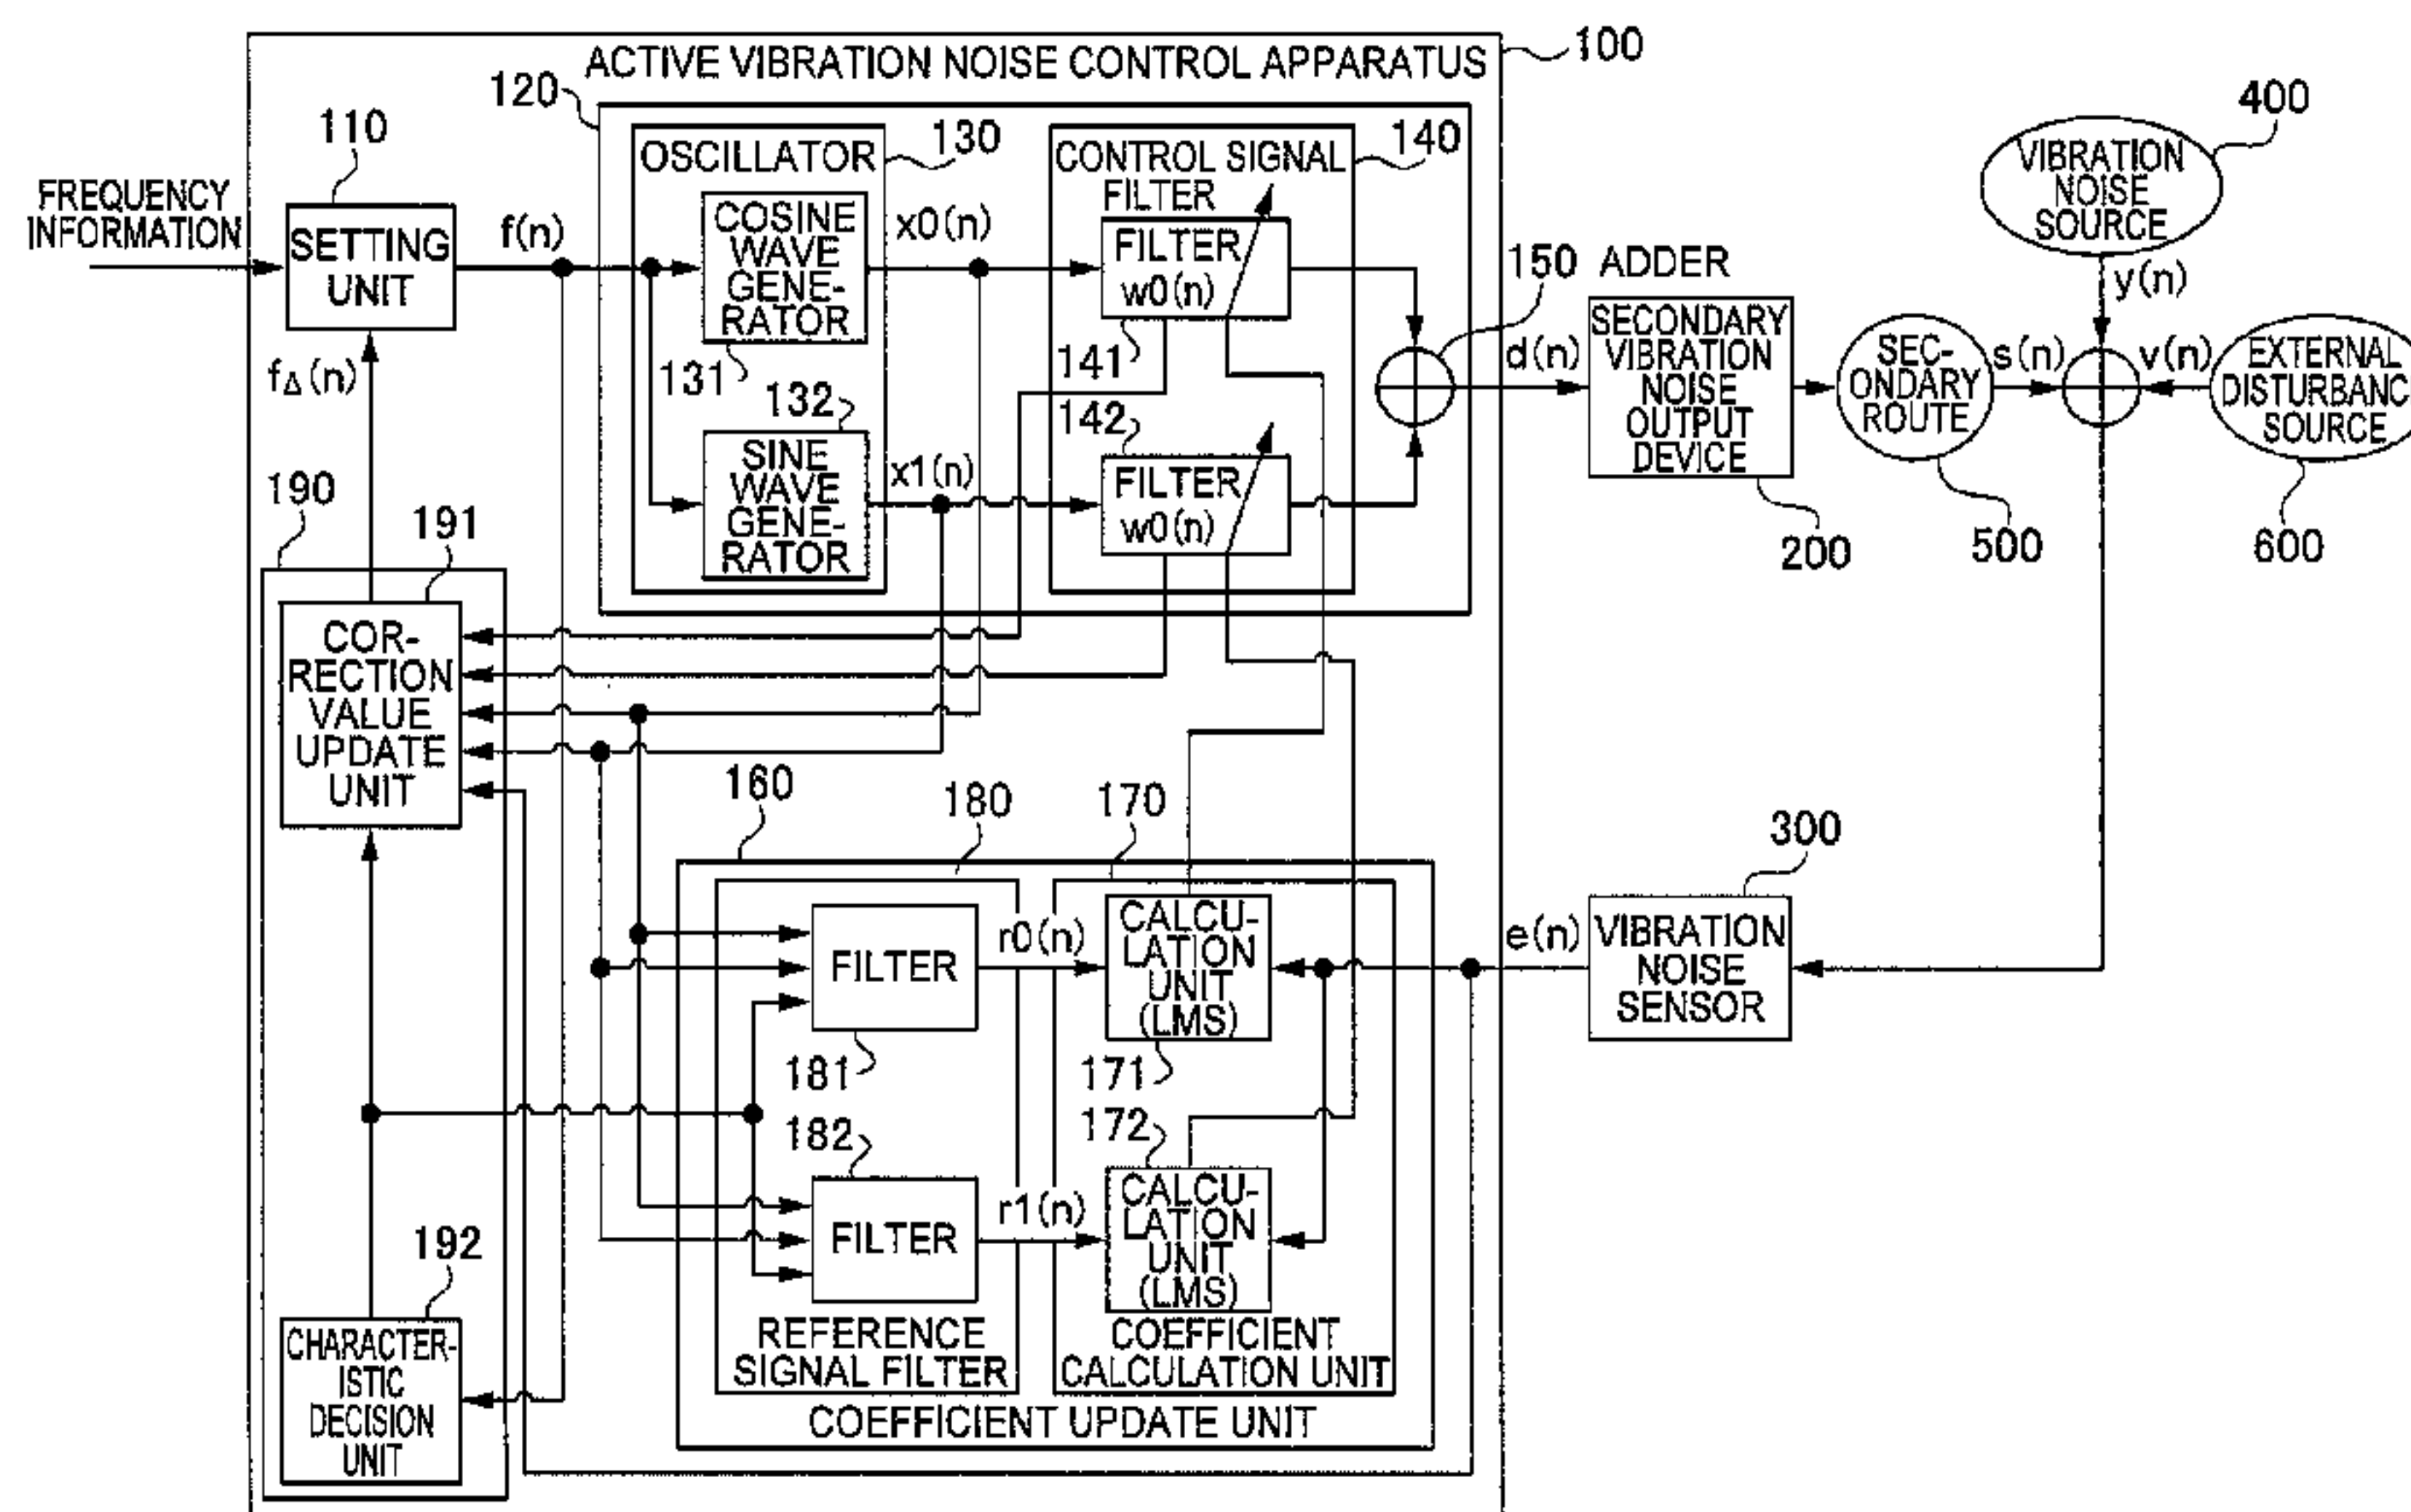 ACTIVE VIBRATION NOISE CONTROL APPARATUS
100
120
110
OSCILLATOR
130
CONTROL SIGNAL
FILTER
140
400
VIBRATION
NOISE
SOURCE
FREQUENCY
INFORMATION
SETTING
UNIT
f(n)
COSINE
WAVE
GENE-
RATOR
131
x0(n)
FILTER
w0(n)
141
150 ADDER
y(n)
fΔ(n)
132
SINE
WAVE
GENE-
RATOR
x1(n)
142
FILTER
w0(n)
d(n)
SECONDARY
VIBRATION
NOISE
OUTPUT
DEVICE
200
SEC-
ONDARY
ROUTE
500
s(n)
v(n)
EXTERNAL
DISTURBANC
SOURCE
600
190
191
COR-
RECTION
VALUE
UPDATE
UNIT
160
180
170
300
FILTER
181
r0(n)
CALCU-
LATION
UNIT
(LMS)
171
e(n)
VIBRATION
NOISE
SENSOR
182
FILTER
r1(n)
172
CALCU-
LATION
UNIT
(LMS)
192
CHARACTER-
ISTIC
DECISION
UNIT
REFERENCE
SIGNAL FILTER
COEFFICIENT
CALCULATION UNIT
COEFFICIENT UPDATE UNIT